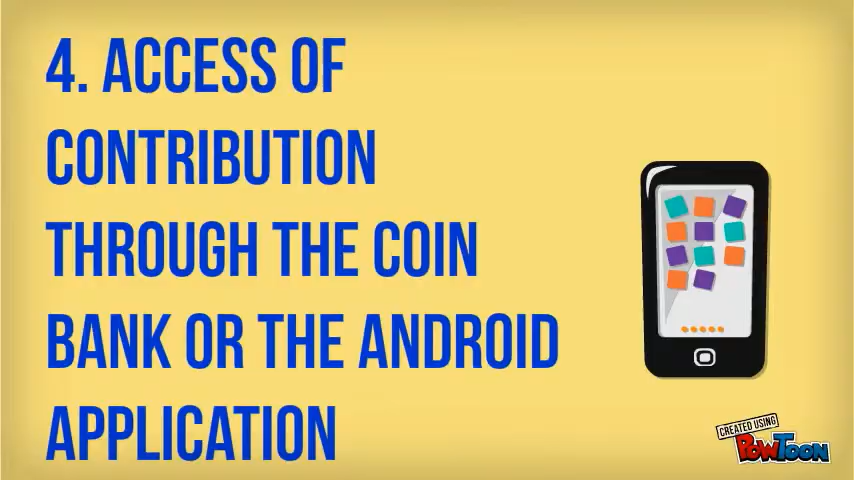 4. ACCESS OF
CONTRIBUTION
THROUGH THE COIN
BANK OR THE ANDROID
APPLICATION
CREATED USING
POWTOON